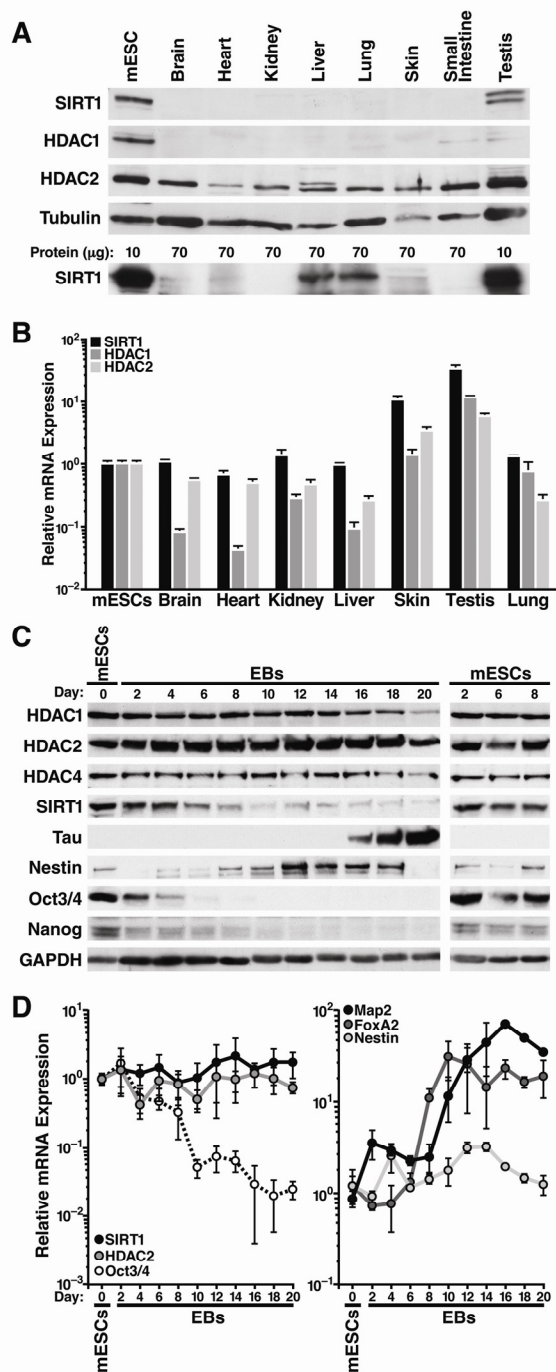 A
mESC Brain Heart Kidney Liver Lung Skin Small Intestine Testis
SIRT1
HDAC1
HDAC2
Tubulin
Protein (μg): 10 70 70 70 70 70 70 70 10
SIRT1
B
SIRT1
HDAC1
HDAC2
Relative mRNA Expression
10²
10¹
10⁰
10⁻¹
10⁻²
mESCs Brain Heart Kidney Liver Skin Testis Lung
C
mESCs EBs mESCs
Day: 0 2 4 6 8 10 12 14 16 18 20 2 6 8
HDAC1
HDAC2
HDAC4
SIRT1
Tau
Nestin
Oct3/4
Nanog
GAPDH
D
Relative mRNA Expression
10¹
10⁰
10⁻¹
10⁻²
10⁻³
SIRT1
HDAC2
Oct3/4
Day: 0 2 4 6 8 10 12 14 16 18 20
mESCs EBs
10²
10¹
10⁰
10⁻¹
Map2
FoxA2
Nestin
0 2 4 6 8 10 12 14 16 18 20
mESCs EBs